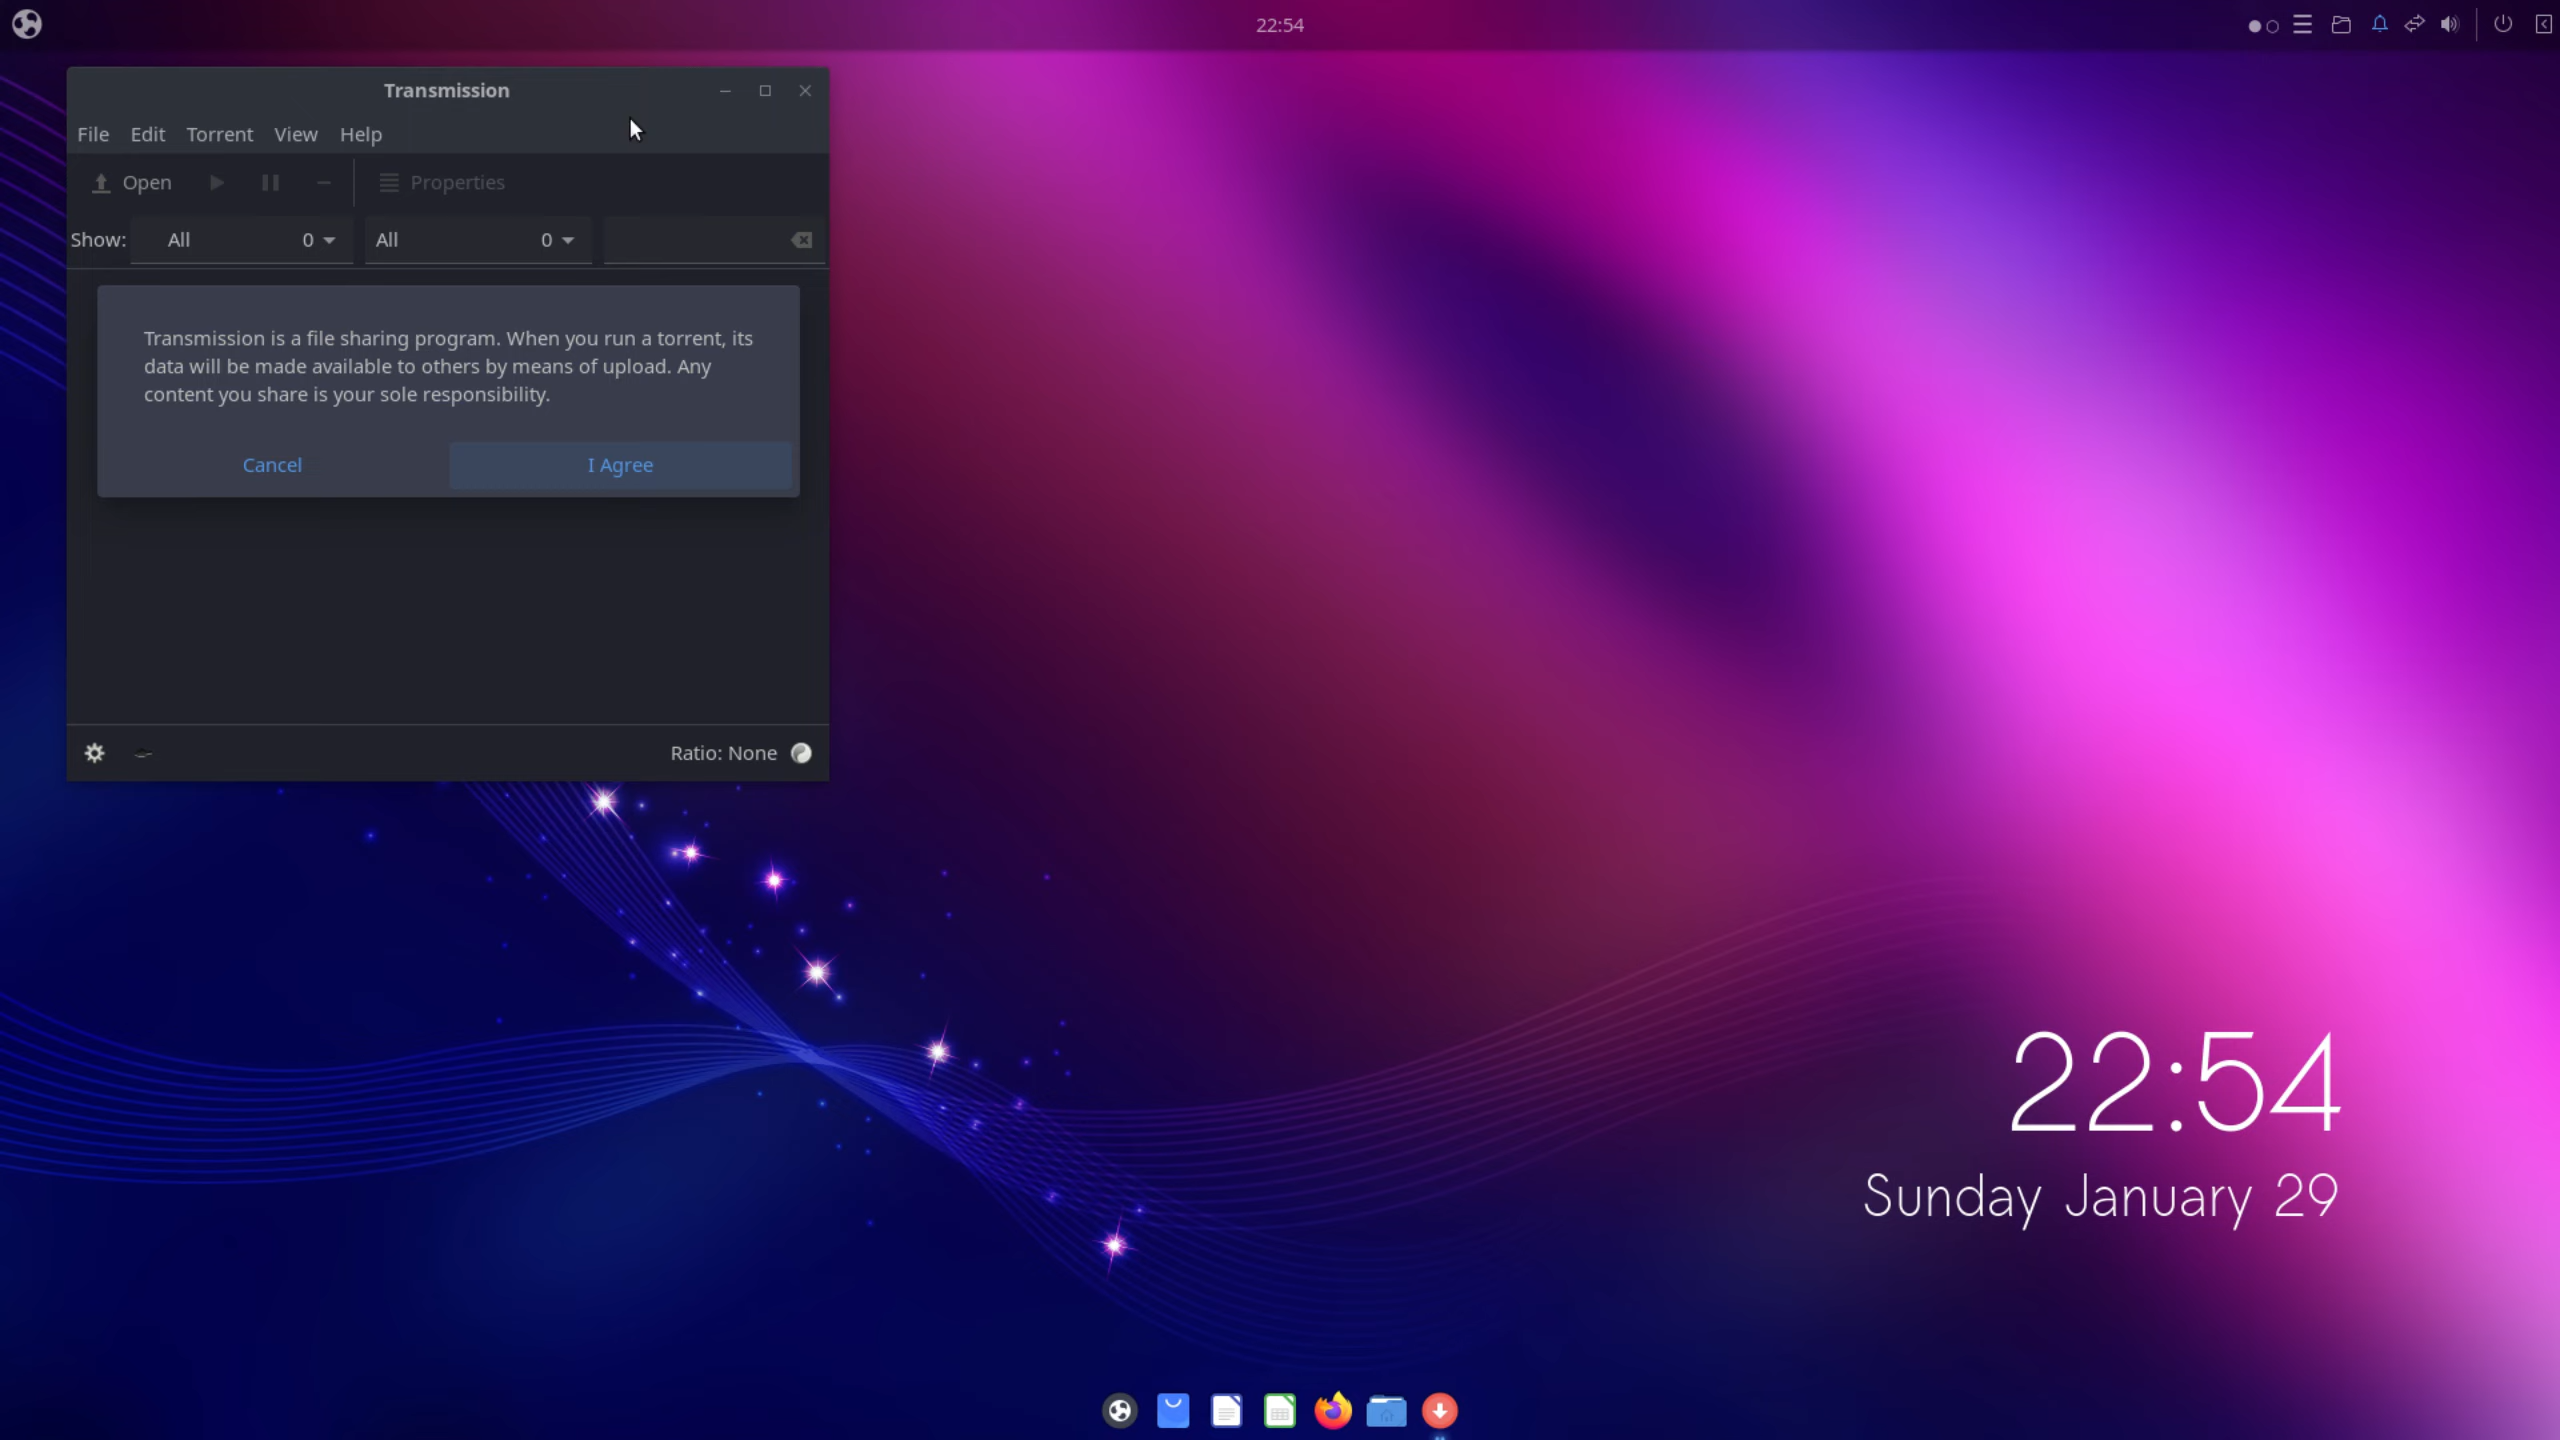 22:54
Transmission
File Edit Torrent View Help
Open Properties
Show: All 0 All 0
Transmission is a file sharing program. When you run a torrent, its
data will be made available to others by means of upload. Any
content you share is your sole responsibility.
Cancel I Agree
Ratio: None
22:54
Sunday January 29